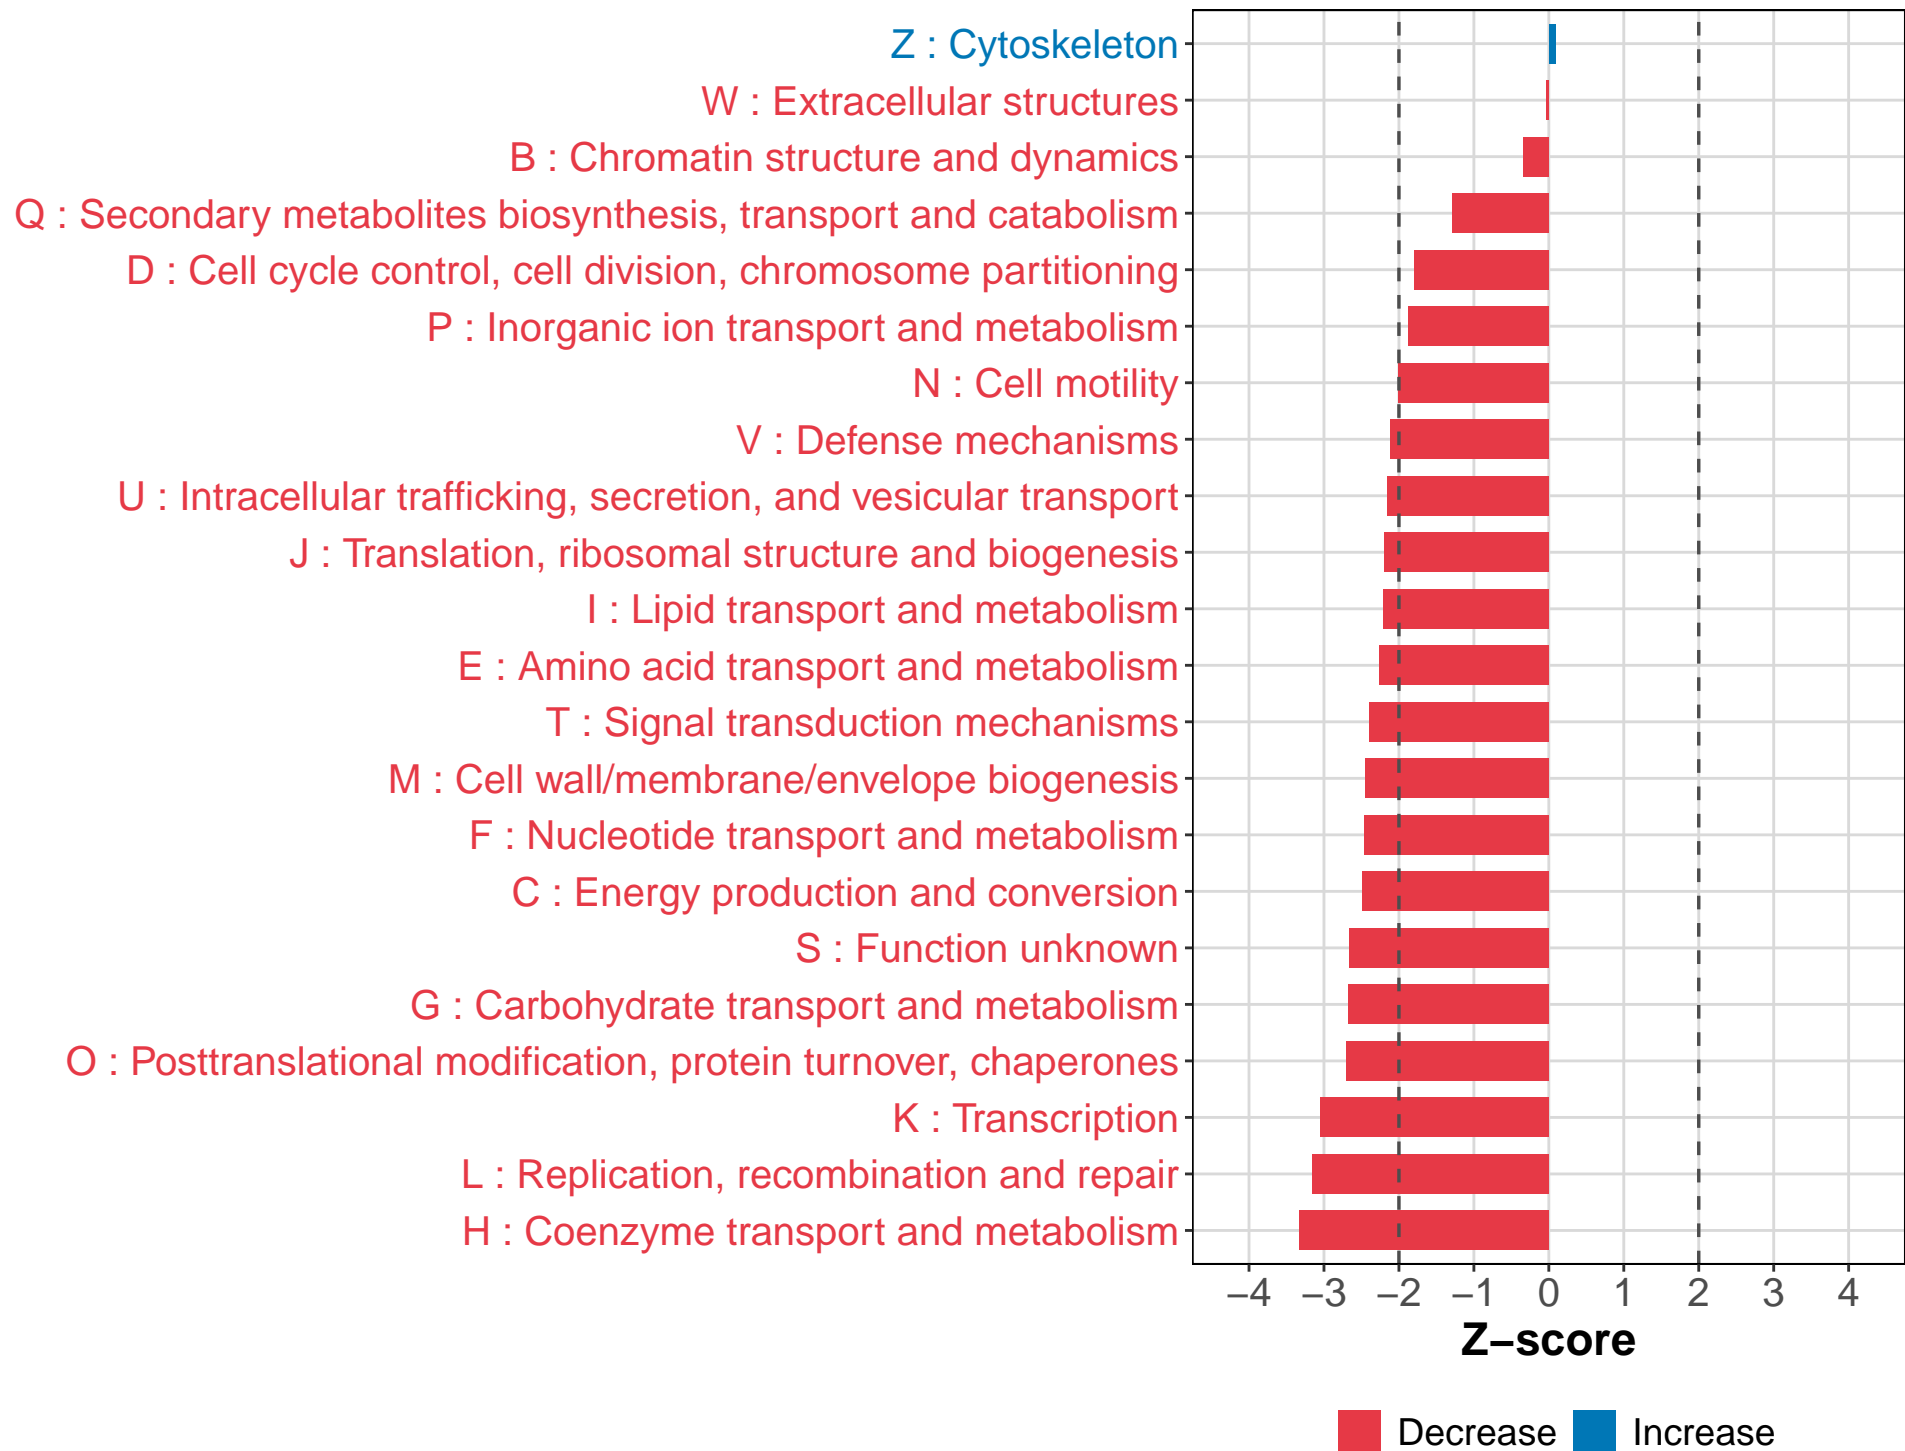 Z : Cytoskeleton
W : Extracellular structures
B : Chromatin structure and dynamics
Q : Secondary metabolites biosynthesis, transport and catabolism
D : Cell cycle control, cell division, chromosome partitioning
P : Inorganic ion transport and metabolism
N : Cell motility
V : Defense mechanisms
U : Intracellular trafficking, secretion, and vesicular transport
J : Translation, ribosomal structure and biogenesis
I : Lipid transport and metabolism
E : Amino acid transport and metabolism
T : Signal transduction mechanisms
M : Cell wall/membrane/envelope biogenesis
F : Nucleotide transport and metabolism
C : Energy production and conversion
S : Function unknown
G : Carbohydrate transport and metabolism
O : Posttranslational modification, protein turnover, chaperones
K : Transcription
L : Replication, recombination and repair
H : Coenzyme transport and metabolism
−4 −3 −2 −1 0 1 2 3 4
Z−score
Decrease Increase